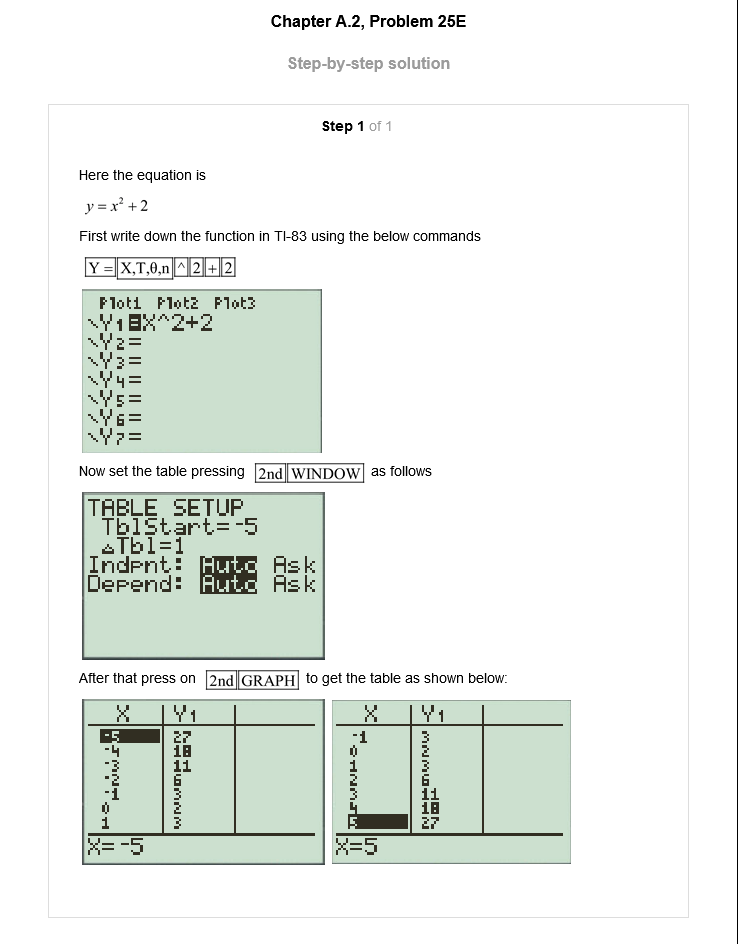 Chapter A.2, Problem 25E
Step-by-step solution
Step 1 of 1
Here the equation is
y = x² + 2
First write down the function in TI-83 using the below commands
Y = X,T,θ,n ^ 2 + 2
Plot1 Plot2 Plot3
\Y1=X^2+2
\Y2=
\Y3=
\Y4=
\Y5=
\Y6=
\Y7=
Now set the table pressing 2nd WINDOW as follows
TABLE SETUP
TblStart=-5
△Tbl=1
Indpnt: Auto Ask
Depend: Auto Ask
After that press on 2nd GRAPH to get the table as shown below:
X Y1
-5 27
-4 18
-3 11
-2 6
-1 3
0 2
1 3
X=-5
X Y1
-1 3
0 2
1 3
2 6
3 11
4 18
5 27
X=5